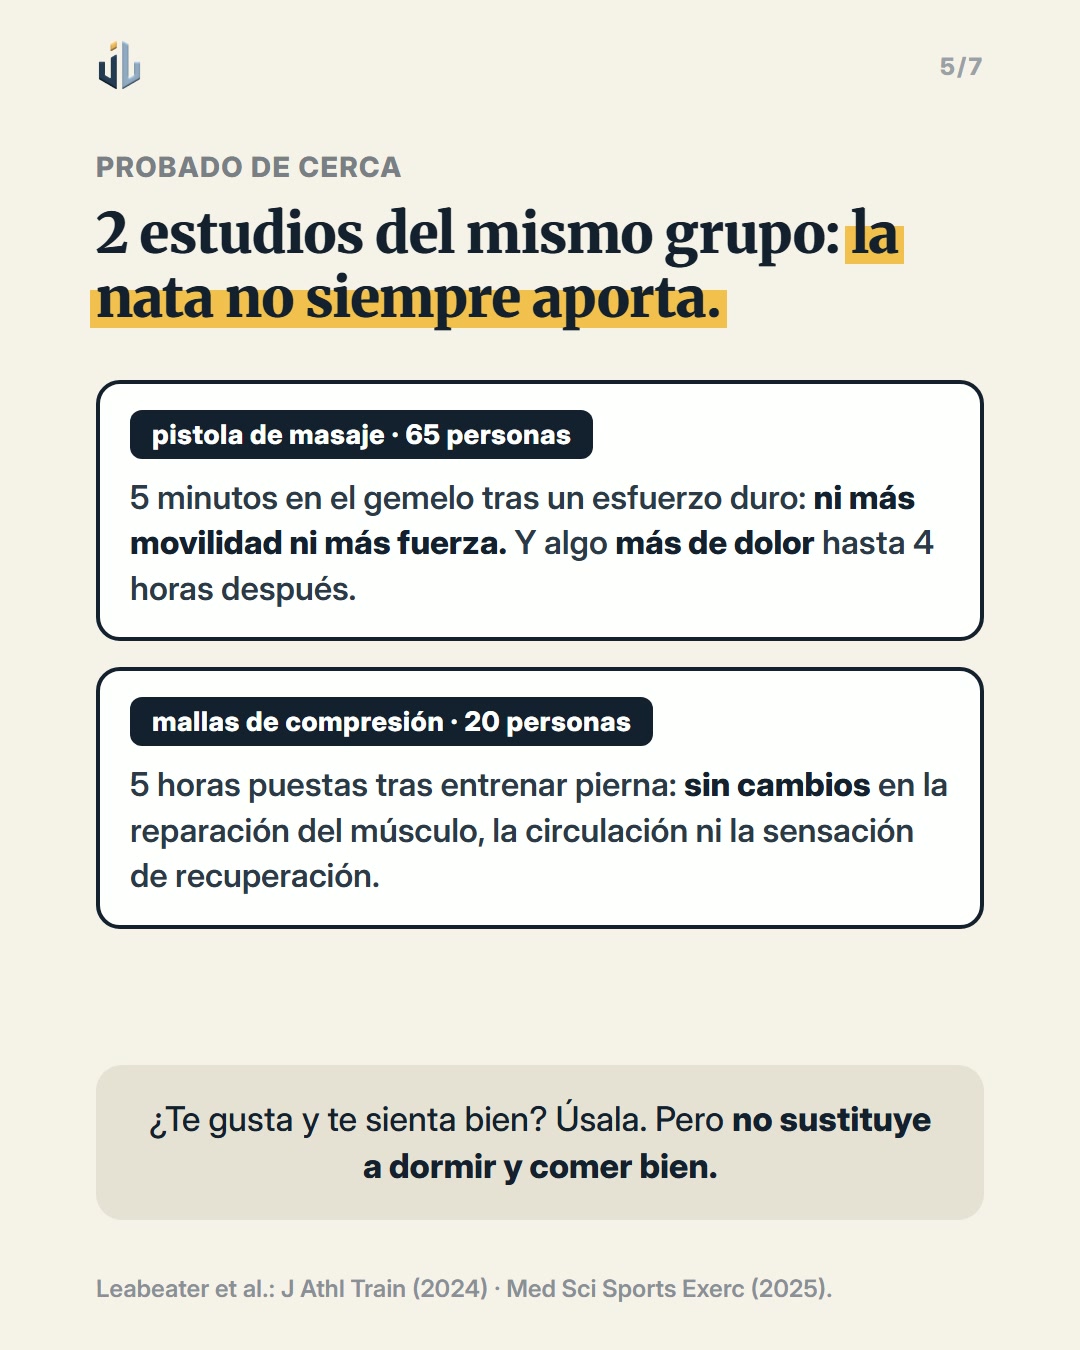 5/7
PROBADO DE CERCA
2 estudios del mismo grupo: la
nata no siempre aporta.
pistola de masaje · 65 personas
5 minutos en el gemelo tras un esfuerzo duro: ni más
movilidad ni más fuerza. Y algo más de dolor hasta 4
horas después.
mallas de compresión · 20 personas
5 horas puestas tras entrenar pierna: sin cambios en la
reparación del músculo, la circulación ni la sensación
de recuperación.
¿Te gusta y te sienta bien? Úsala. Pero no sustituye
a dormir y comer bien.
Leabeater et al.: J Athl Train (2024) · Med Sci Sports Exerc (2025).